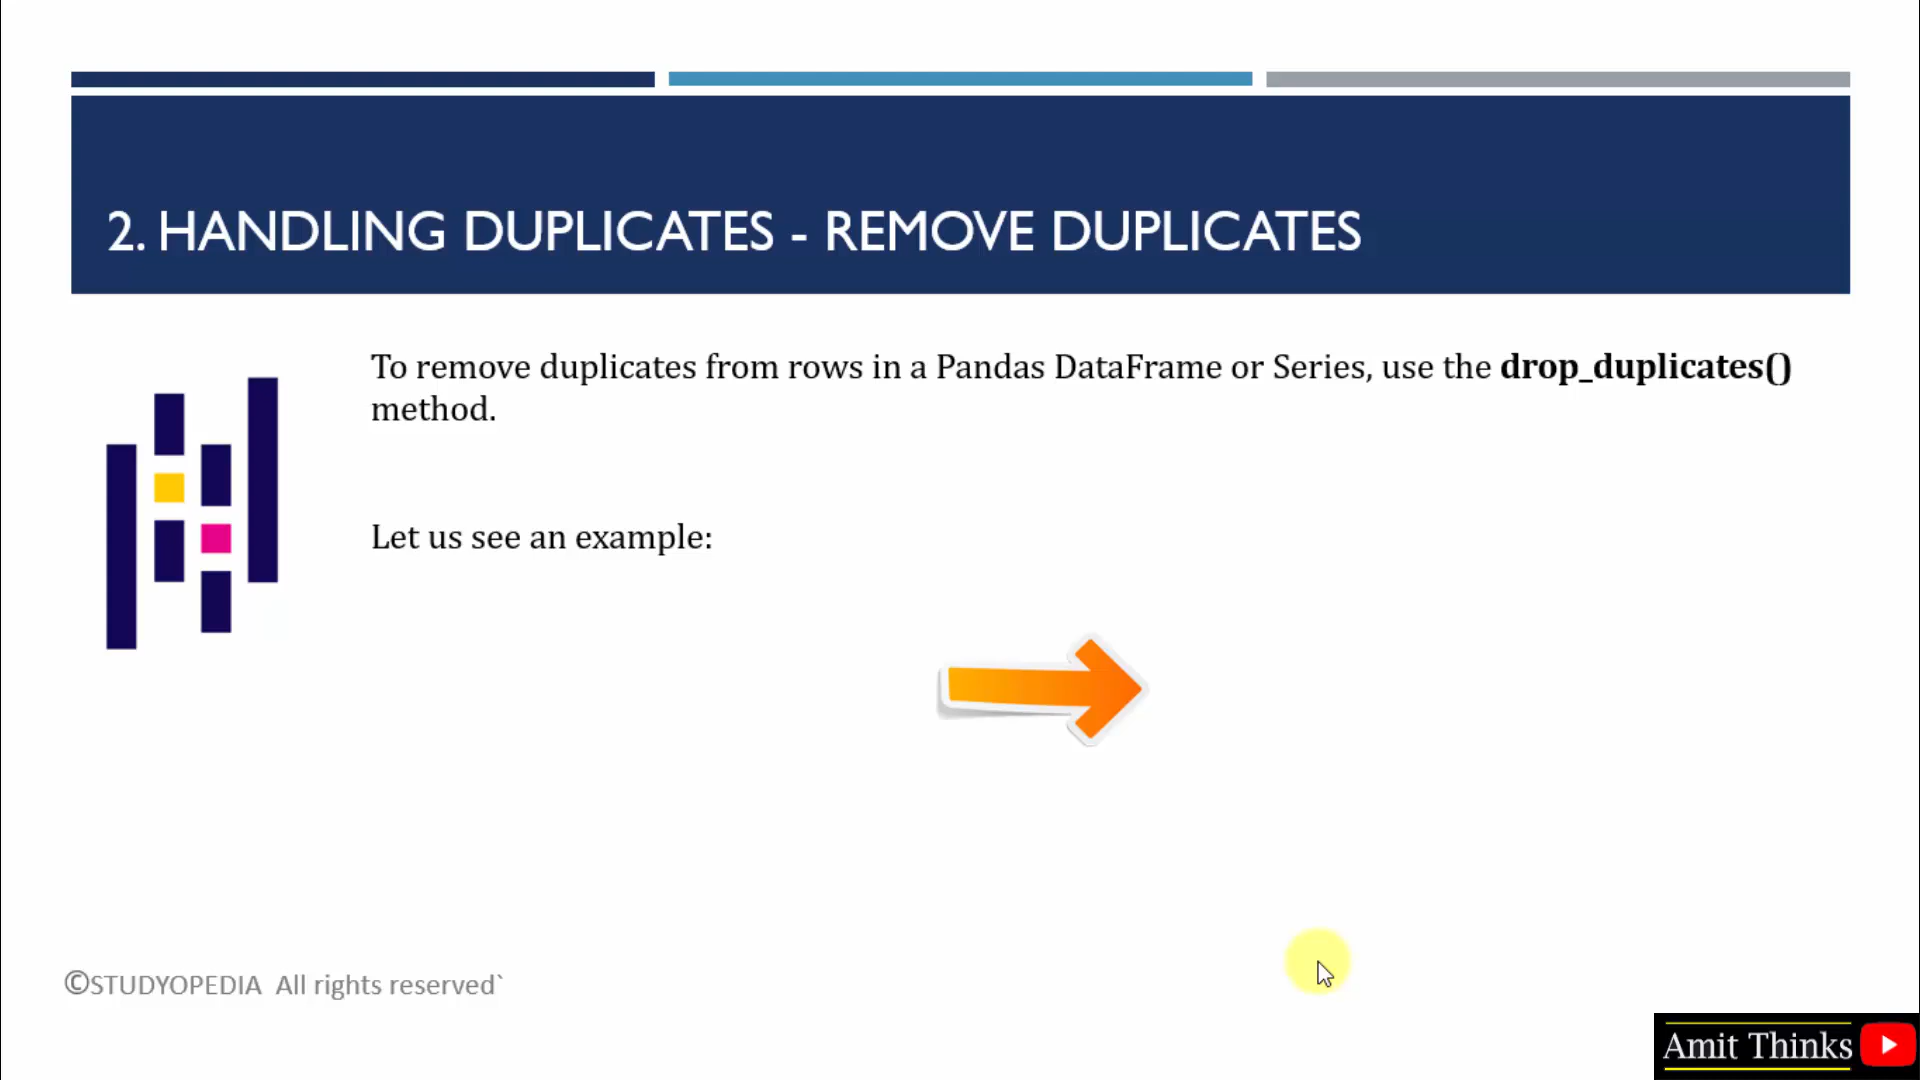 2. HANDLING DUPLICATES - REMOVE DUPLICATES
To remove duplicates from rows in a Pandas DataFrame or Series, use the drop_duplicates()
method.
Let us see an example:
©STUDYOPEDIA All rights reserved`
Amit Thinks